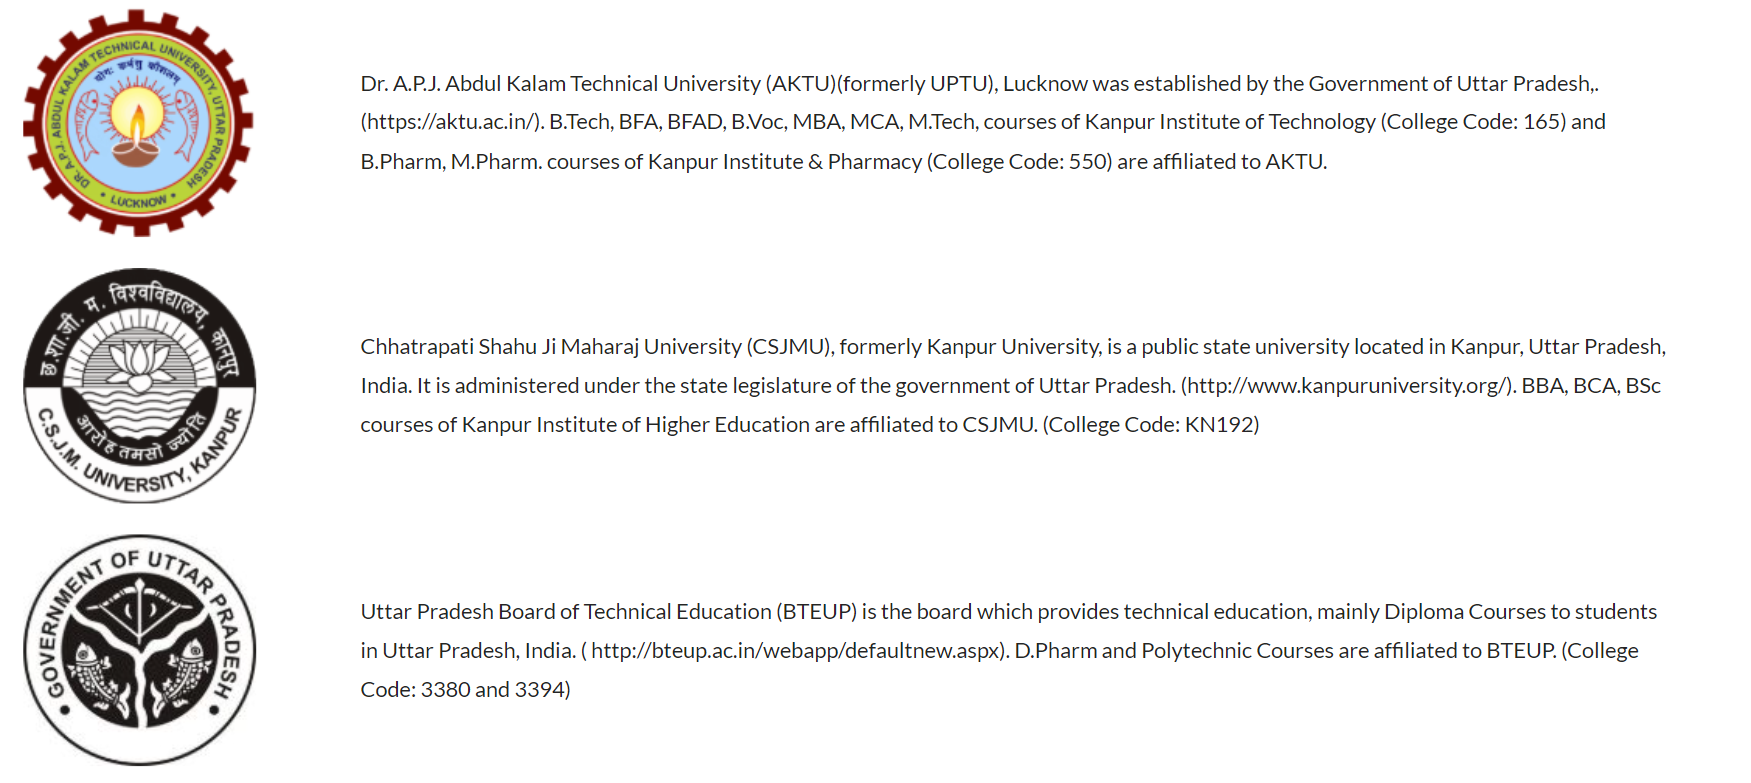 DR. A.P.J. ABDUL KALAM TECHNICAL UNIVERSITY, UTTAR PRADESH
योगः कर्मसु कौशलम्
• LUCKNOW •
Dr. A.P.J. Abdul Kalam Technical University (AKTU)(formerly UPTU), Lucknow was established by the Government of Uttar Pradesh,.
(https://aktu.ac.in/). B.Tech, BFA, BFAD, B.Voc, MBA, MCA, M.Tech, courses of Kanpur Institute of Technology (College Code: 165) and
B.Pharm, M.Pharm. courses of Kanpur Institute & Pharmacy (College Code: 550) are affiliated to AKTU.
छ.शा.जी. म. विश्वविद्यालय, कानपुर
आरोह तमसो ज्योति
C.S.J.M. UNIVERSITY, KANPUR
Chhatrapati Shahu Ji Maharaj University (CSJMU), formerly Kanpur University, is a public state university located in Kanpur, Uttar Pradesh,
India. It is administered under the state legislature of the government of Uttar Pradesh. (http://www.kanpuruniversity.org/). BBA, BCA, BSc
courses of Kanpur Institute of Higher Education are affiliated to CSJMU. (College Code: KN192)
• GOVERNMENT OF UTTAR PRADESH •
Uttar Pradesh Board of Technical Education (BTEUP) is the board which provides technical education, mainly Diploma Courses to students
in Uttar Pradesh, India. ( http://bteup.ac.in/webapp/defaultnew.aspx). D.Pharm and Polytechnic Courses are affiliated to BTEUP. (College
Code: 3380 and 3394)